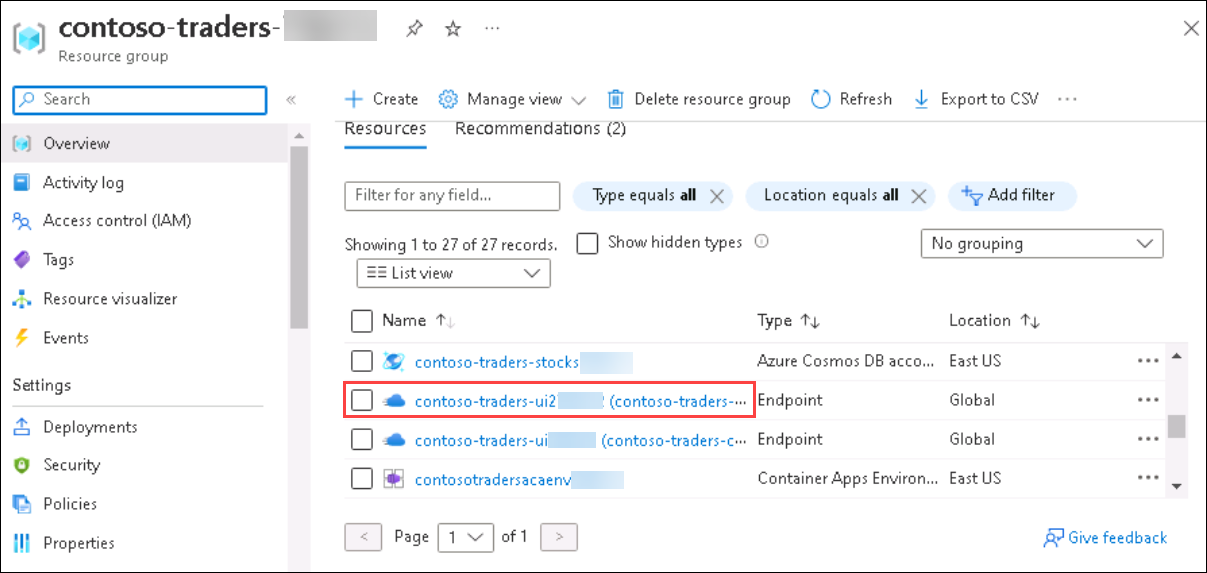 contoso-traders-
Resource group
Search
Create Manage view Delete resource group Refresh Export to CSV
Overview
Activity log
Access control (IAM)
Tags
Resource visualizer
Events
Settings
Deployments
Security
Policies
Properties
Resources Recommendations (2)
Filter for any field... Type equals all Location equals all Add filter
Showing 1 to 27 of 27 records. Show hidden types No grouping
List view
Name Type Location
contoso-traders-stocks Azure Cosmos DB acco... East US
contoso-traders-ui2 (contoso-traders-... Endpoint Global
contoso-traders-ui (contoso-traders-c... Endpoint Global
contosotradersacaenv Container Apps Environ... East US
< Page 1 of 1 >
Give feedback